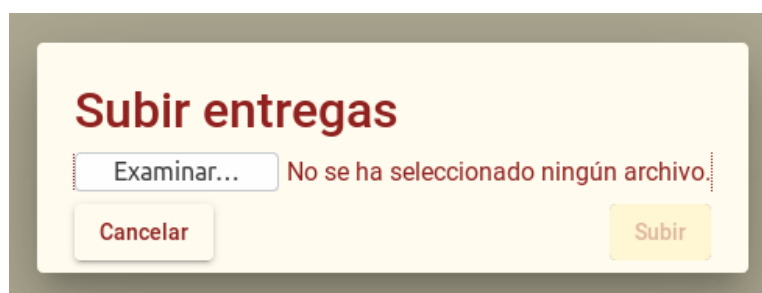 Subir entregas
Examinar... No se ha seleccionado ningún archivo.
Cancelar Subir